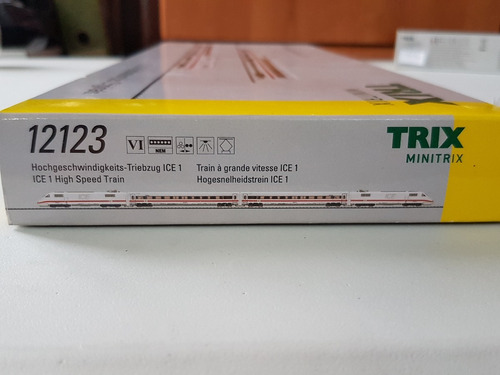 TRIX
12123
VI
NEM
TRIX
MINITRIX
Hochgeschwindigkeits-Triebzug ICE 1
ICE 1 High Speed Train
Train à grande vitesse ICE 1
Hogesnelheidstrein ICE 1